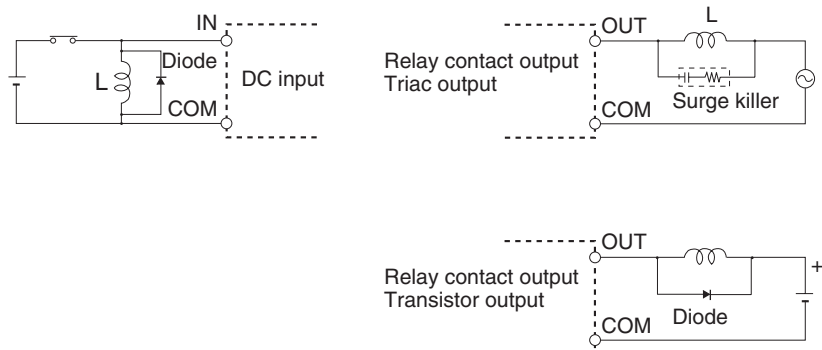 IN
L
Diode
DC input
COM
OUT
L
Relay contact output
Triac output
Surge killer
COM
OUT
Relay contact output
Transistor output
+
Diode
COM